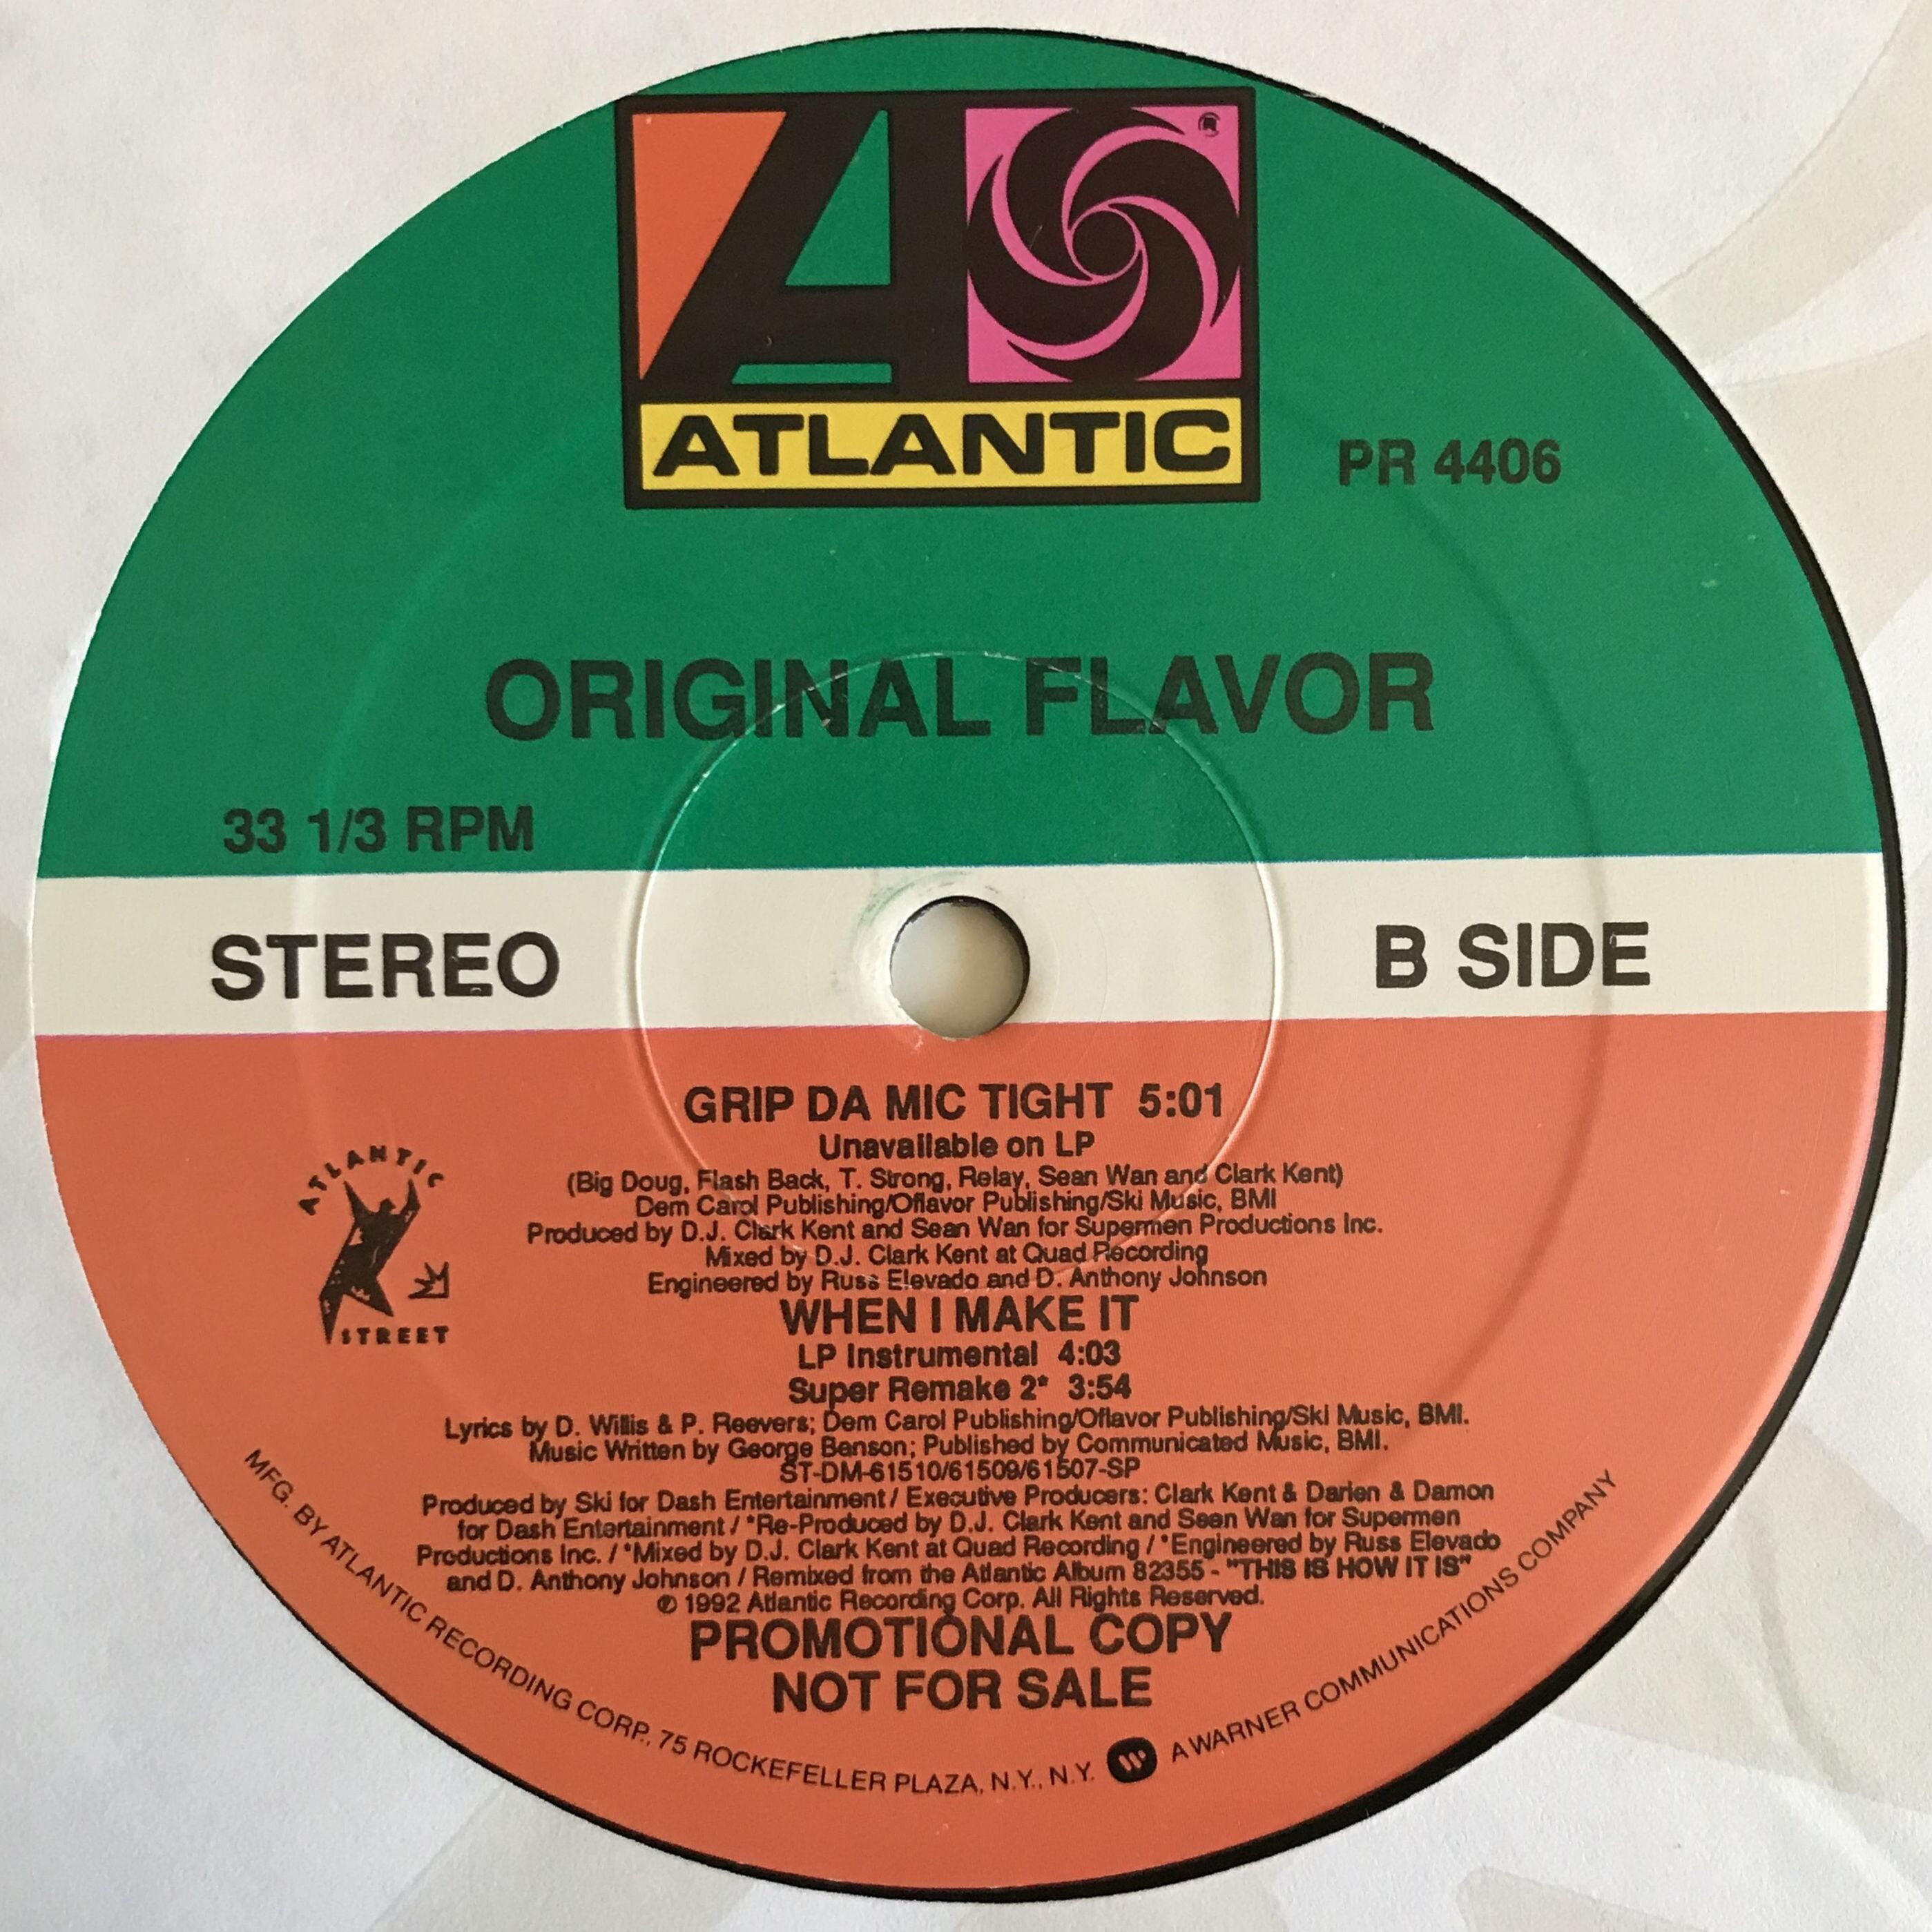 ATLANTIC
PR 4406
ORIGINAL FLAVOR
33 1/3 RPM
STEREO
B SIDE
GRIP DA MIC TIGHT 5:01
Unavailable on LP
(Big Doug, Flash Back, T. Strong, Relay, Sean Wan and Clark Kent)
Dem Carol Publishing/Oflavor Publishing/Ski Music, BMI
Produced by D.J. Clark Kent and Sean Wan for Supermen Productions Inc.
Mixed by D.J. Clark Kent at Quad Recording
Engineered by Russ Elevado and D. Anthony Johnson
ATLANTIC
STREET
WHEN I MAKE IT
LP Instrumental 4:03
Super Remake 2* 3:54
Lyrics by D. Willis & P. Reevers; Dem Carol Publishing/Oflavor Publishing/Ski Music, BMI.
Music Written by George Benson; Published by Communicated Music, BMI.
ST-DM-61510/61509/61507-SP
Produced by Ski for Dash Entertainment / Executive Producers: Clark Kent & Darien & Damon
for Dash Entertainment / *Re-Produced by D.J. Clark Kent and Sean Wan for Supermen
Productions Inc. / *Mixed by D.J. Clark Kent at Quad Recording / *Engineered by Russ Elevado
and D. Anthony Johnson / Remixed from the Atlantic Album 82355 - "THIS IS HOW IT IS"
℗ 1992 Atlantic Recording Corp. All Rights Reserved.
PROMOTIONAL COPY
NOT FOR SALE
MFG. BY ATLANTIC RECORDING CORP., 75 ROCKEFELLER PLAZA, N.Y., N.Y. A WARNER COMMUNICATIONS COMPANY